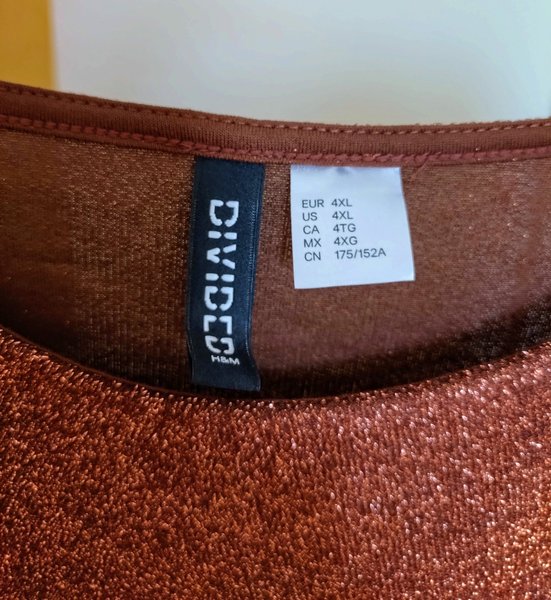 DIVIDED
H&M
EUR 4XL
US 4XL
CA 4TG
MX 4XG
CN 175/152A